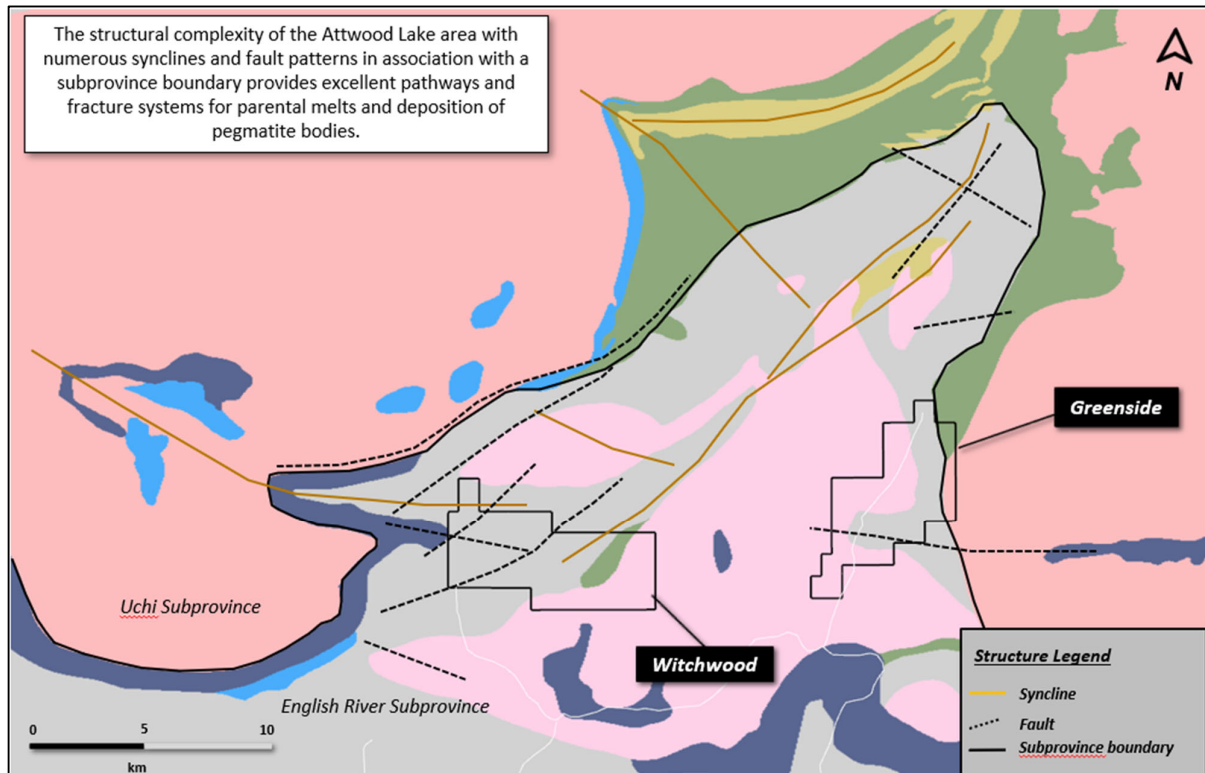 The structural complexity of the Attwood Lake area with
numerous synclines and fault patterns in association with a
subprovince boundary provides excellent pathways and
fracture systems for parental melts and deposition of
pegmatite bodies.
N
Greenside
Uchi Subprovince
Witchwood
English River Subprovince
0 5 10
km
Structure Legend
Syncline
Fault
Subprovince boundary